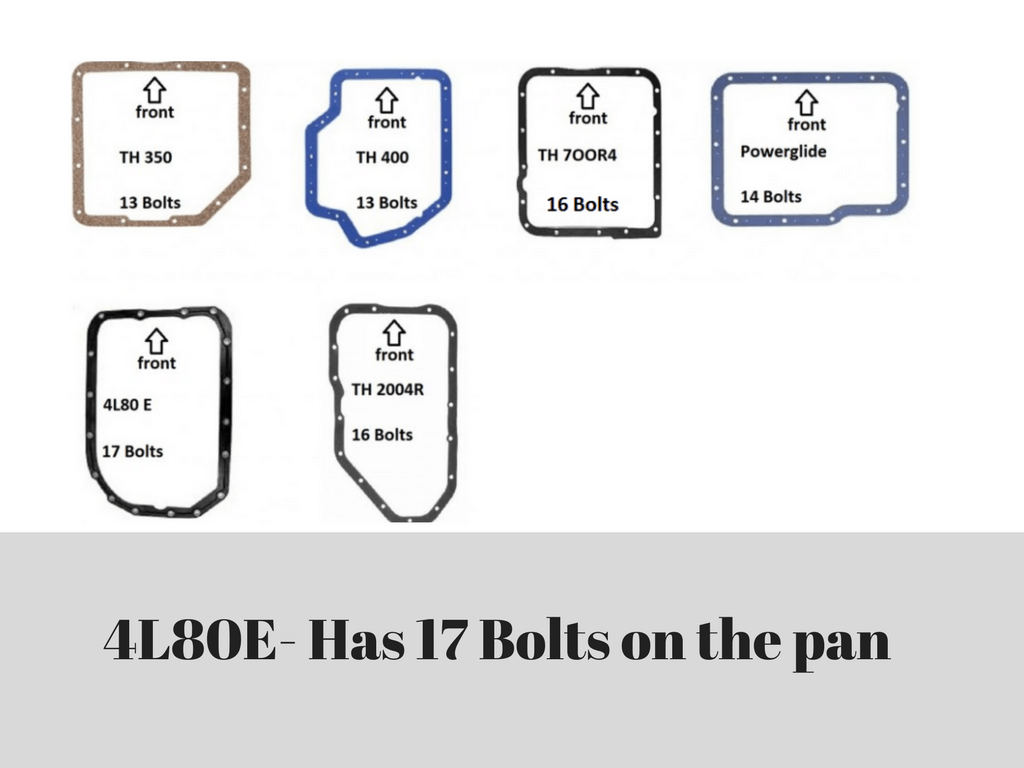 front
TH 350
13 Bolts
front
TH 400
13 Bolts
front
TH 7OOR4
16 Bolts
front
Powerglide
14 Bolts
front
4L80 E
17 Bolts
front
TH 2004R
16 Bolts
4L80E- Has 17 Bolts on the pan